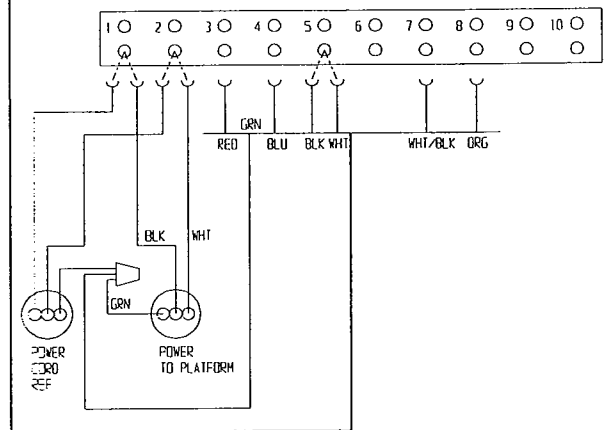 1 2 3 4 5 6 7 8 9 10
GRN
RED BLU BLK WHT WHT/BLK ORG
BLK WHT
GRN
POWER
CORD
REF
POWER
TO PLATFORM